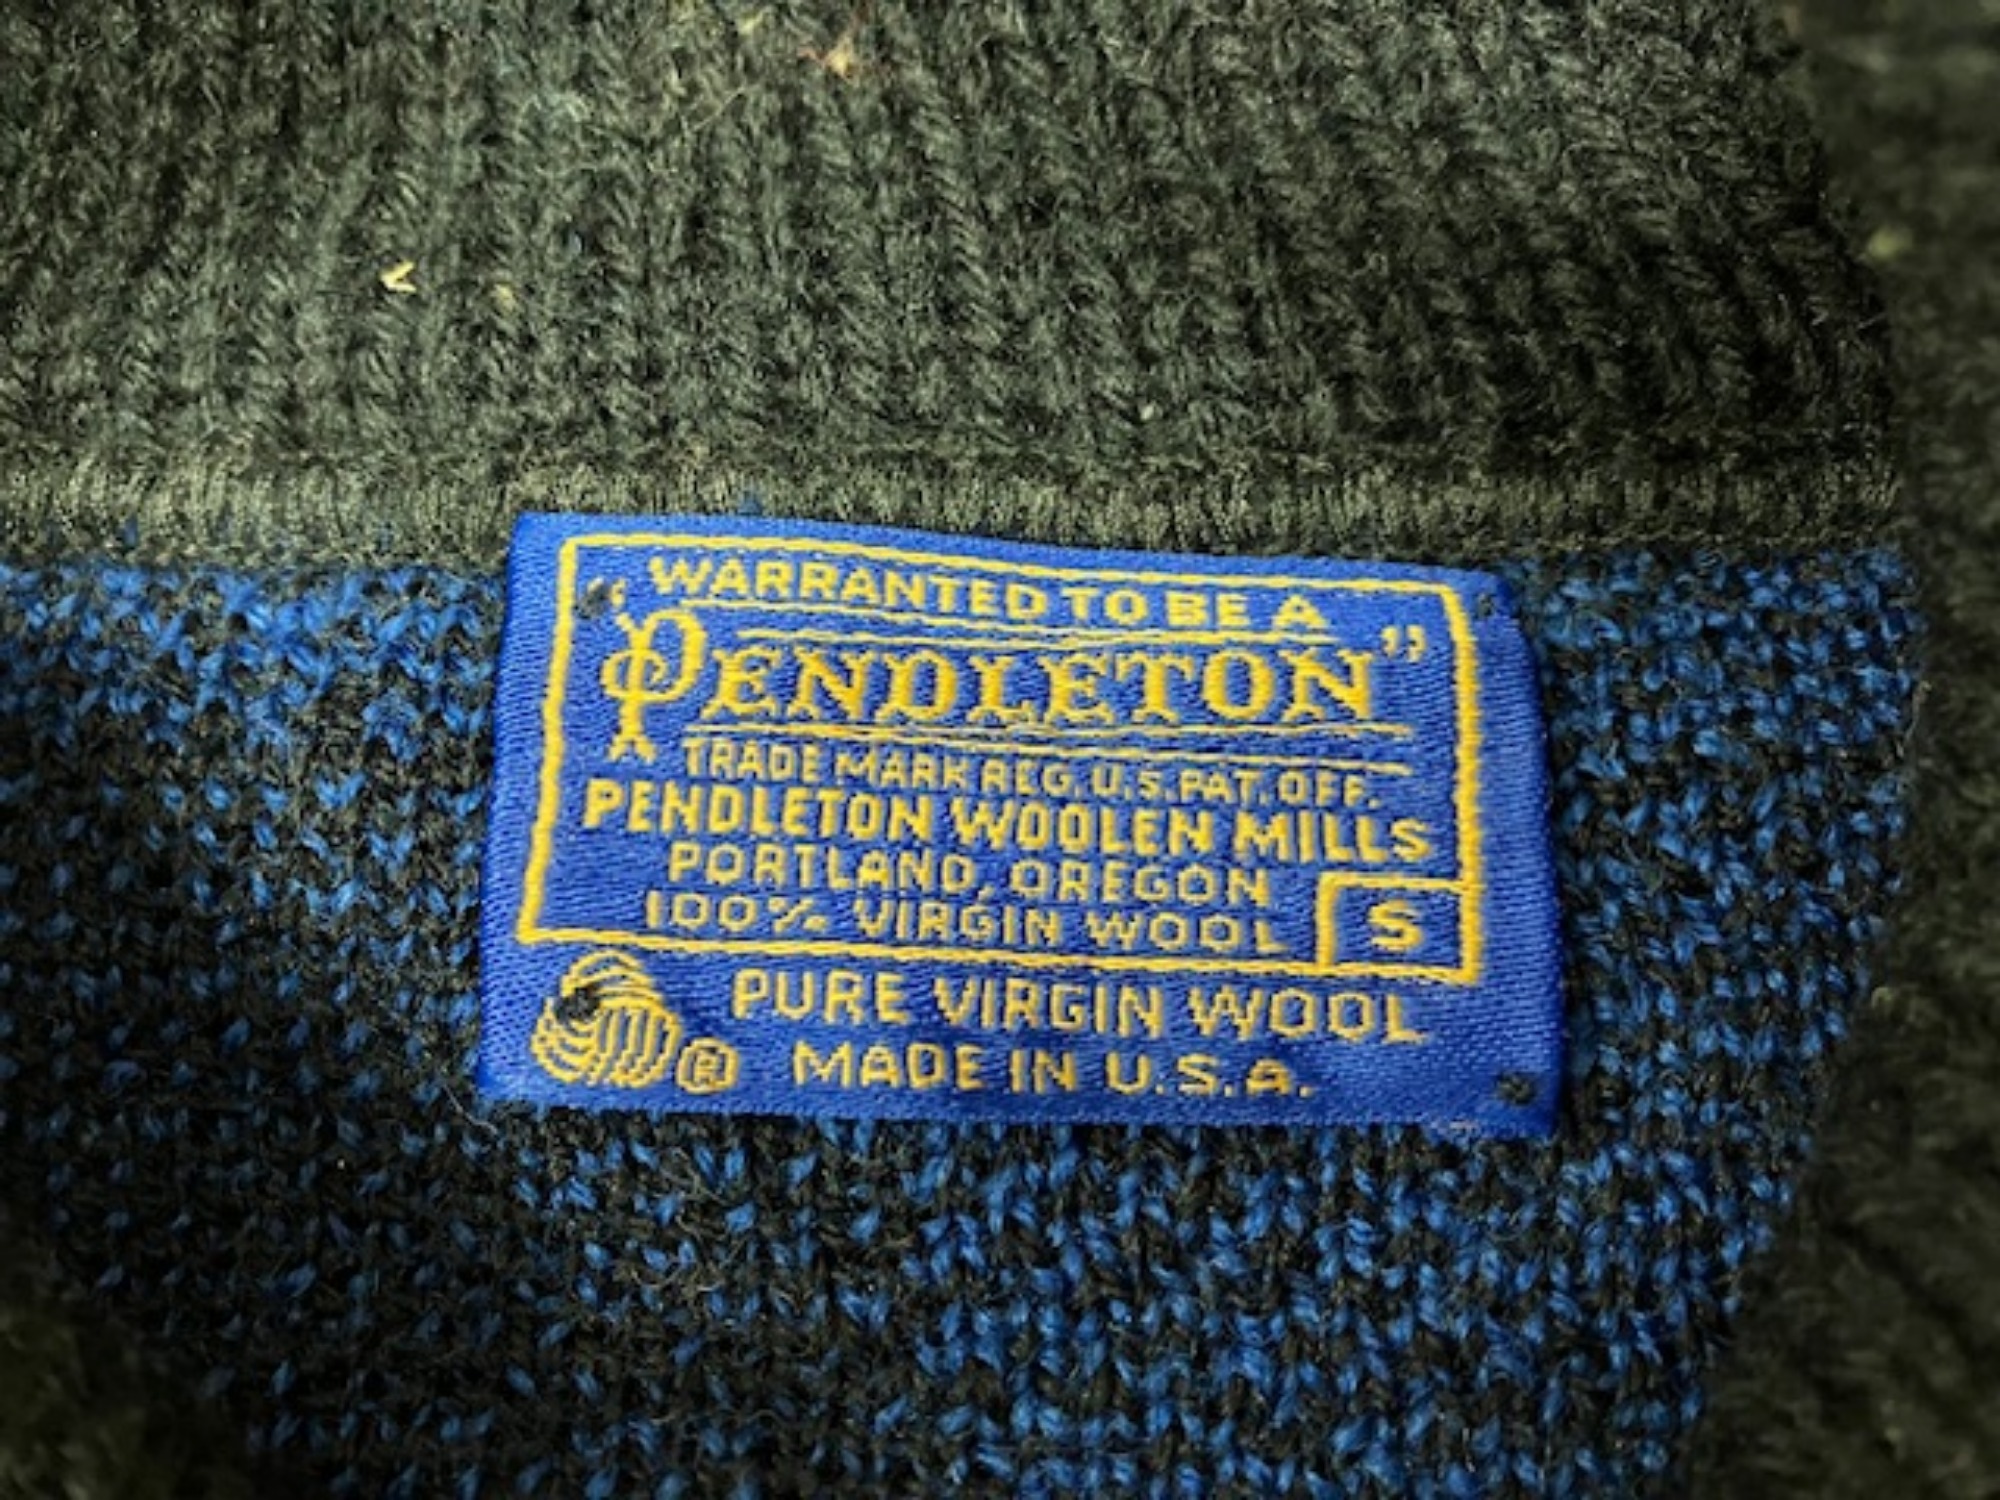 WARRANTED TO BE A
"PENDLETON"
TRADE MARK REG. U.S. PAT. OFF.
PENDLETON WOOLEN MILLS
PORTLAND, OREGON
100% VIRGIN WOOL
S
PURE VIRGIN WOOL
® MADE IN U.S.A.